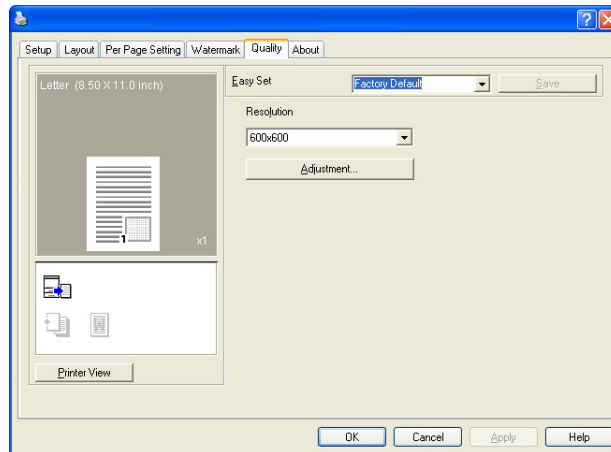 Setup Layout Per Page Setting Watermark Quality About
Letter (8.50 X 11.0 inch)
1
x1
Printer View
Easy Set Factory Default Save
Resolution
600x600
Adjustment...
OK Cancel Apply Help